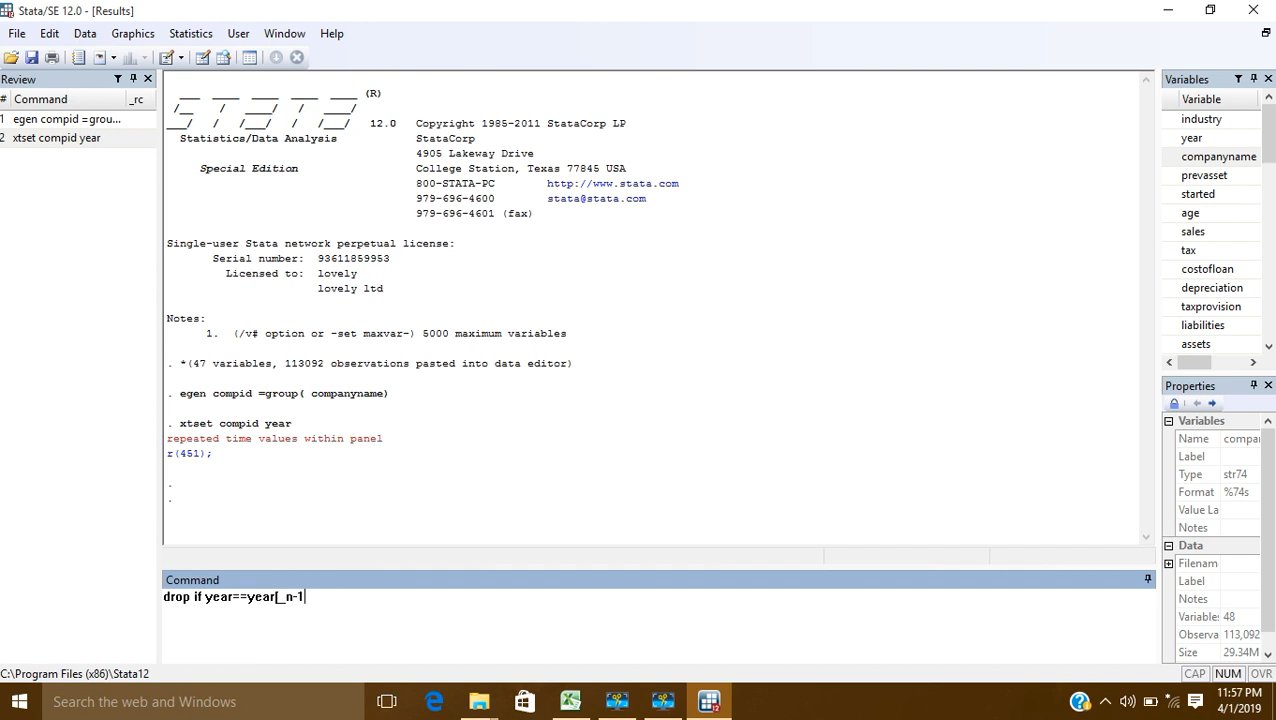 Stata/SE 12.0 - [Results]
File Edit Data Graphics Statistics User Window Help
Review
# Command _rc
1 egen compid =grou...
2 xtset compid year
(R)
12.0 Copyright 1985-2011 StataCorp LP
Statistics/Data Analysis StataCorp
4905 Lakeway Drive
Special Edition College Station, Texas 77845 USA
800-STATA-PC http://www.stata.com
979-696-4600 stata@stata.com
979-696-4601 (fax)
Single-user Stata network perpetual license:
Serial number: 93611859953
Licensed to: lovely
lovely ltd
Notes:
1. (/v# option or -set maxvar-) 5000 maximum variables
. *(47 variables, 113092 observations pasted into data editor)
. egen compid =group( companyname)
. xtset compid year
repeated time values within panel
r(451);
.
.
Command
drop if year==year[_n-1
Variables
Variable
industry
year
companyname
prevasset
started
age
sales
tax
costofloan
depreciation
taxprovision
liabilities
assets
Properties
Variables
Name compa
Label
Type str74
Format %74s
Value La
Notes
Data
Filenam
Label
Notes
Variables 48
Observa 113,092
Size 29.34M
C:\Program Files (x86)\Stata12
CAP NUM OVR
Search the web and Windows
11:57 PM
4/1/2019